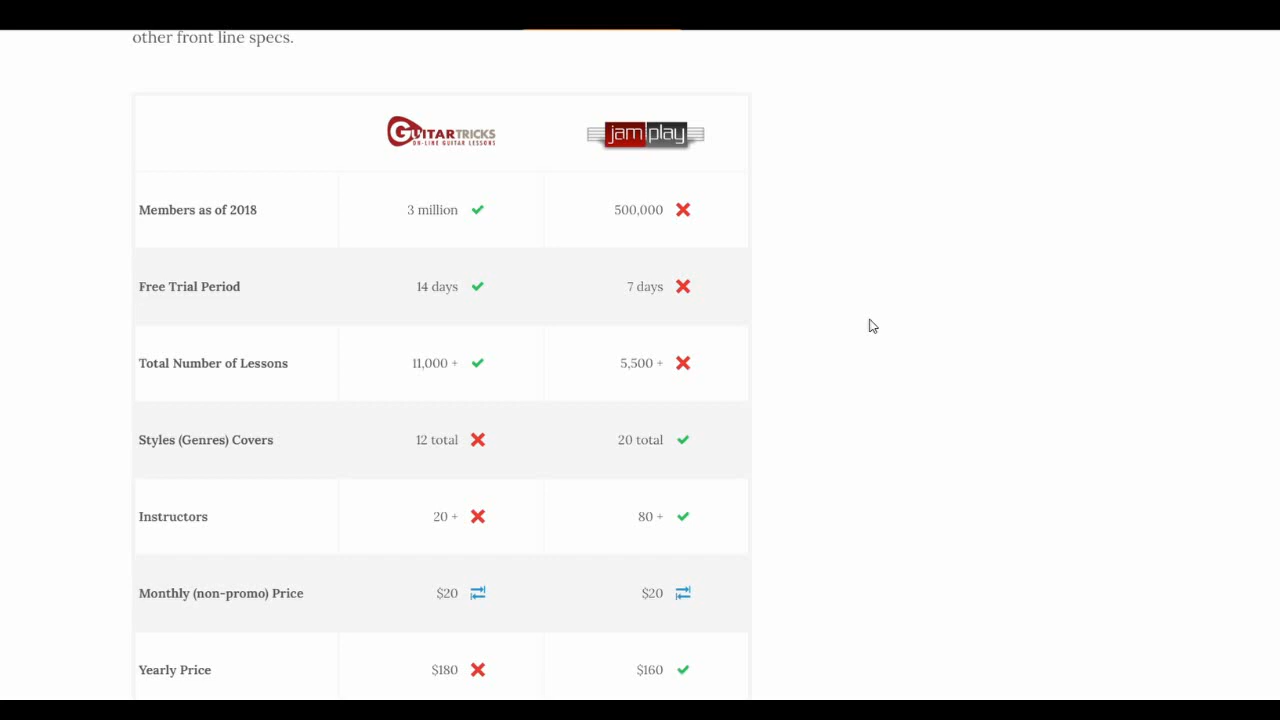 other front line specs.
GUITARTRICKS
ON-LINE GUITAR LESSONS
jam play
Members as of 2018 3 million 500,000
Free Trial Period 14 days 7 days
Total Number of Lessons 11,000 + 5,500 +
Styles (Genres) Covers 12 total 20 total
Instructors 20 + 80 +
Monthly (non-promo) Price $20 $20
Yearly Price $180 $160